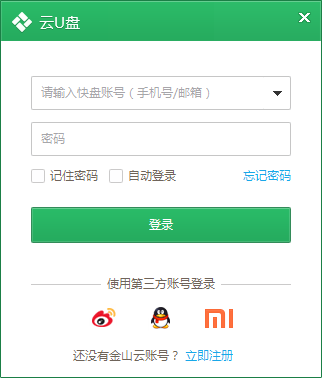 云U盘
请输入快盘账号（手机号/邮箱）
密码
记住密码 自动登录 忘记密码
登录
使用第三方账号登录
还没有金山云账号？ 立即注册